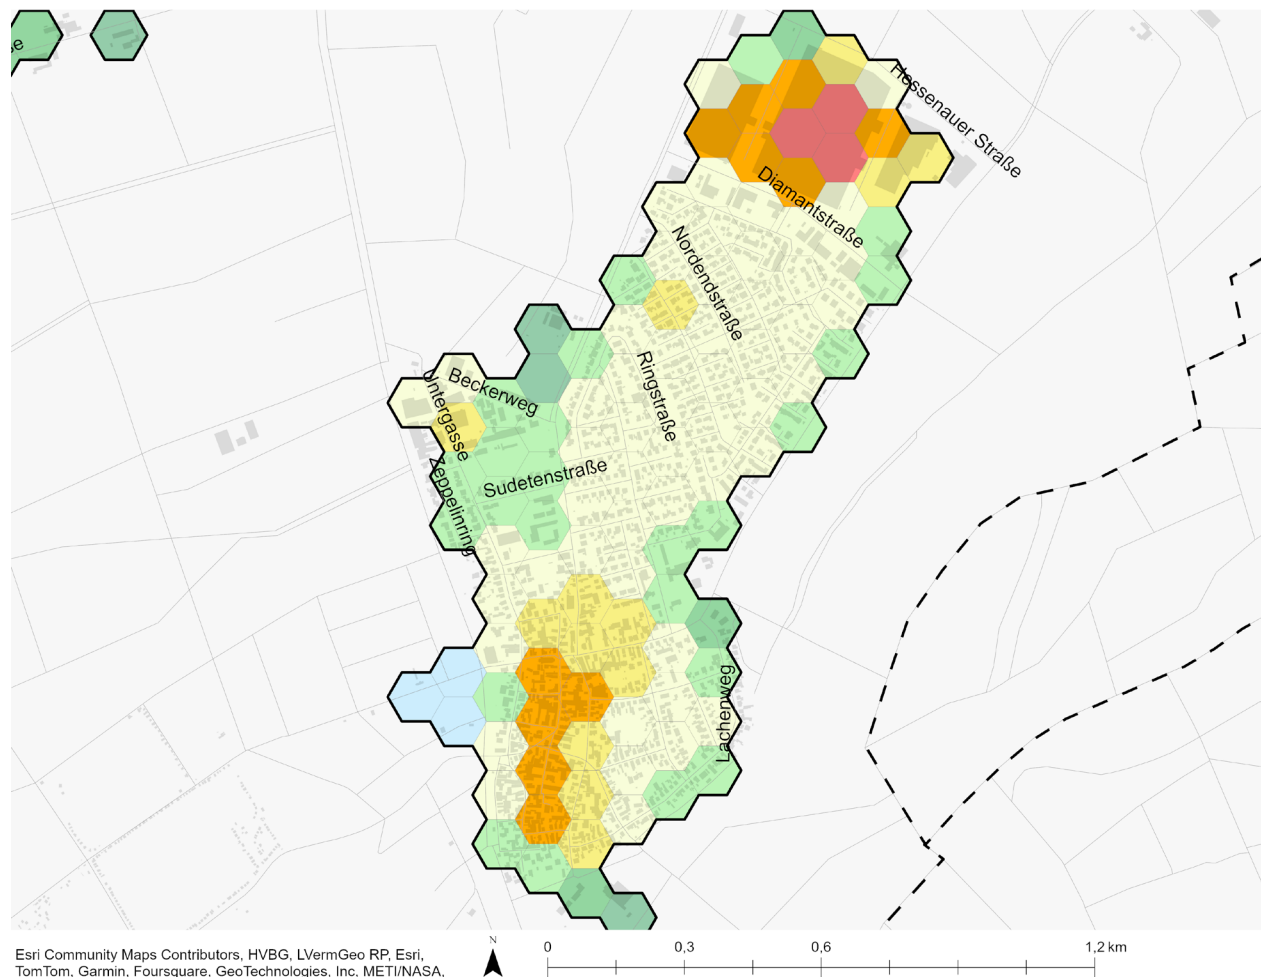 se
Hessenauer Straße
Diamantstraße
Nordendstraße
Ringstraße
Beckerweg
Untergasse
Sudetenstraße
Zeppelinring
Lachenweg
Esri Community Maps Contributors, HVBG, LVermGeo RP, Esri,
TomTom, Garmin, Foursquare, GeoTechnologies, Inc, METI/NASA,
N
0 0,3 0,6 1,2 km